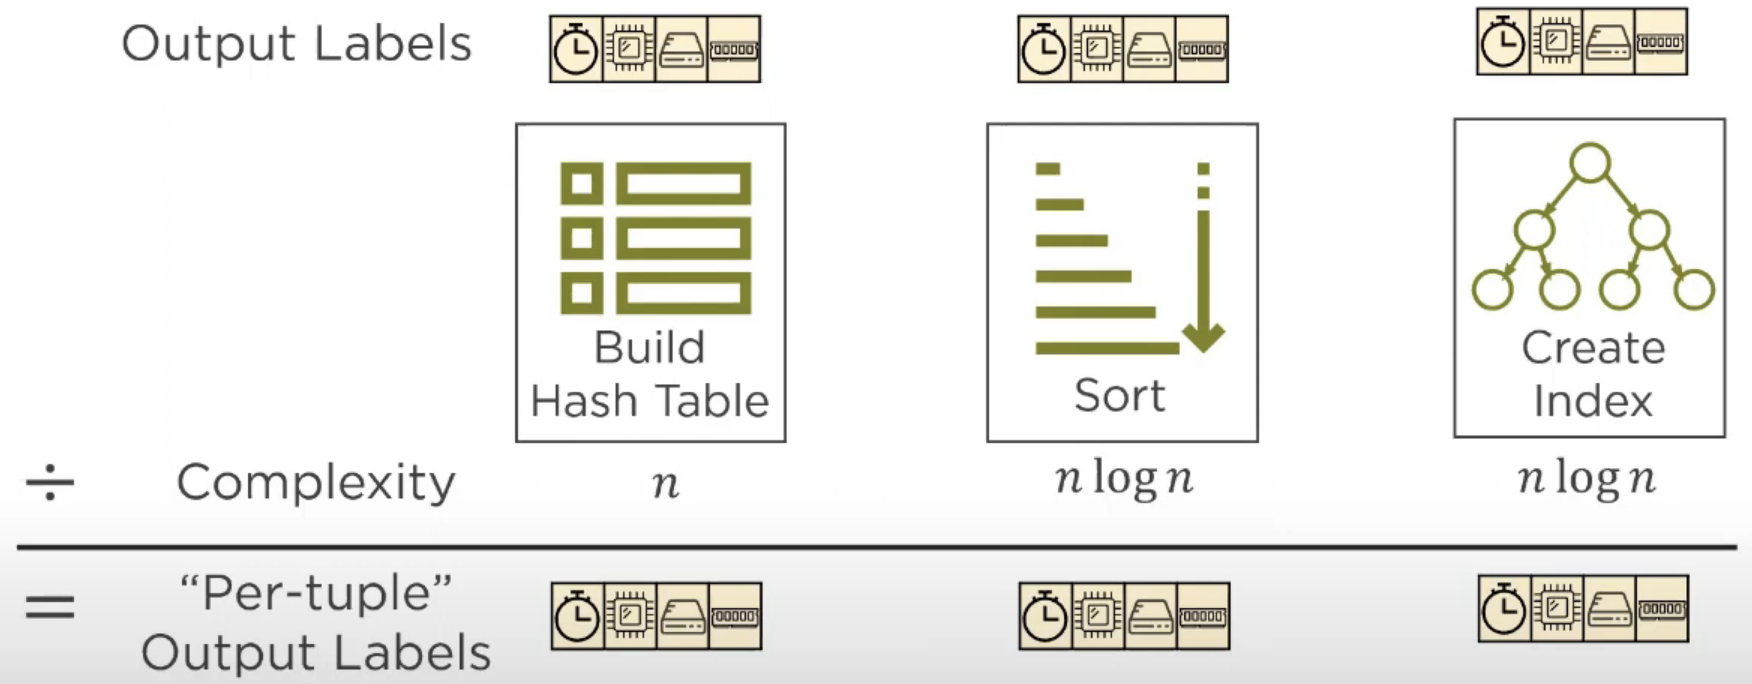 Output Labels
Build
Hash Table
Sort
Create
Index
÷ Complexity
n
n log n
n log n
= “Per-tuple”
Output Labels